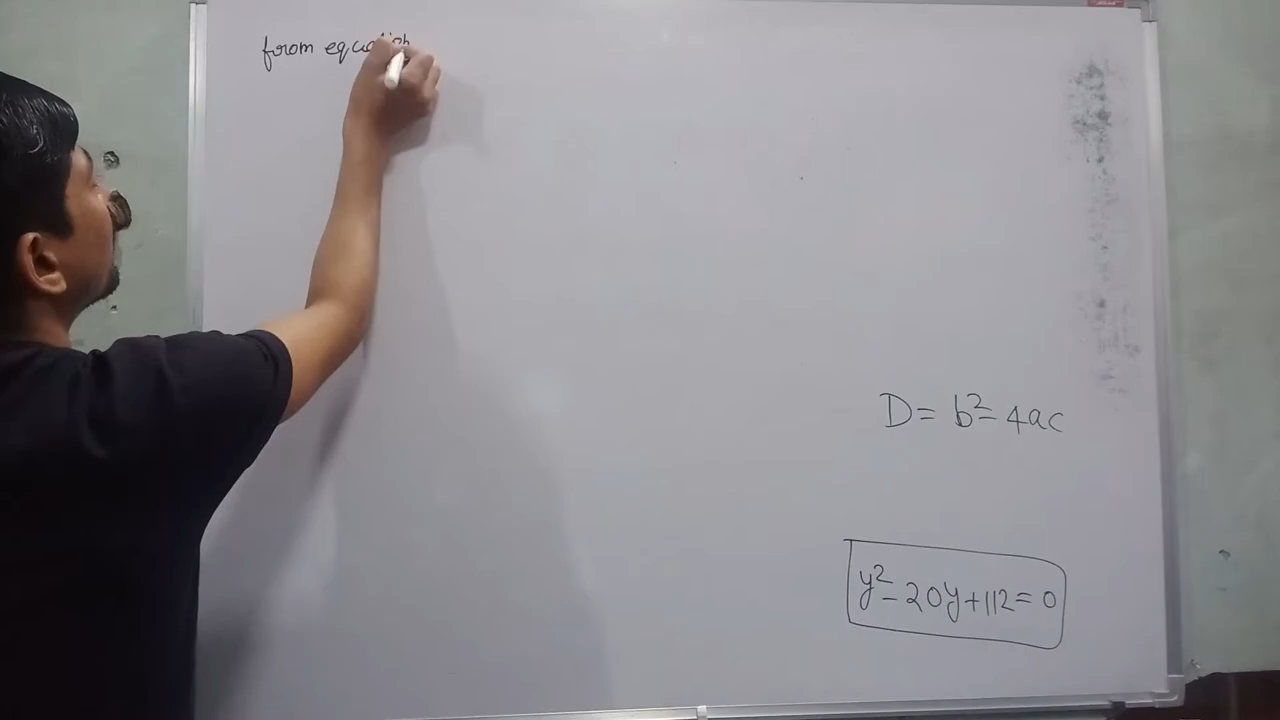 from equation
D = b² - 4ac
y² - 20y + 112 = 0